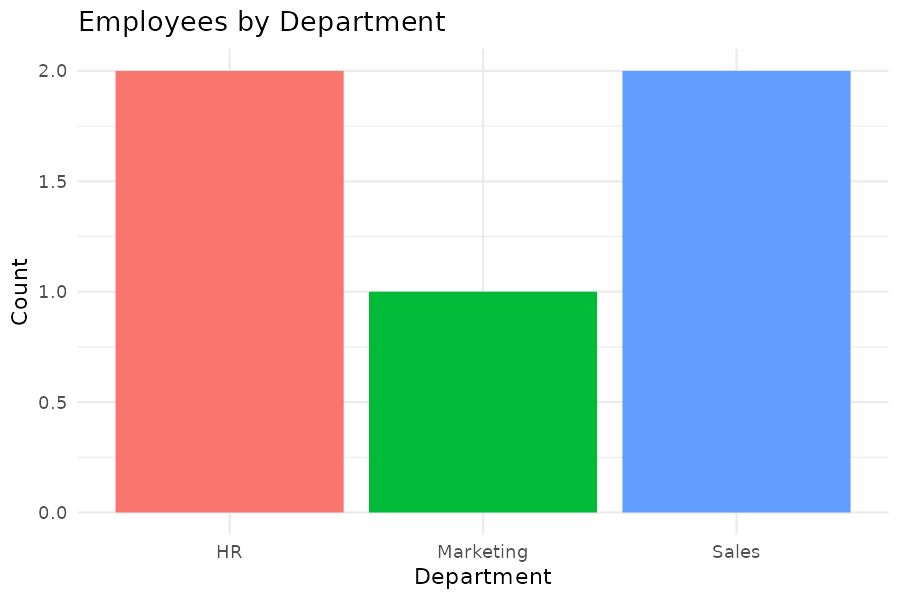 Employees by Department
2.0
1.5
1.0
0.5
0.0
Count
HR Marketing Sales
Department